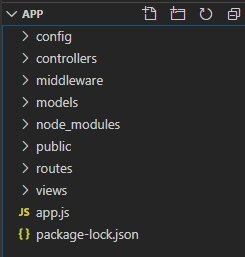 APP
config
controllers
middleware
models
node_modules
public
routes
views
JS app.js
{} package-lock.json